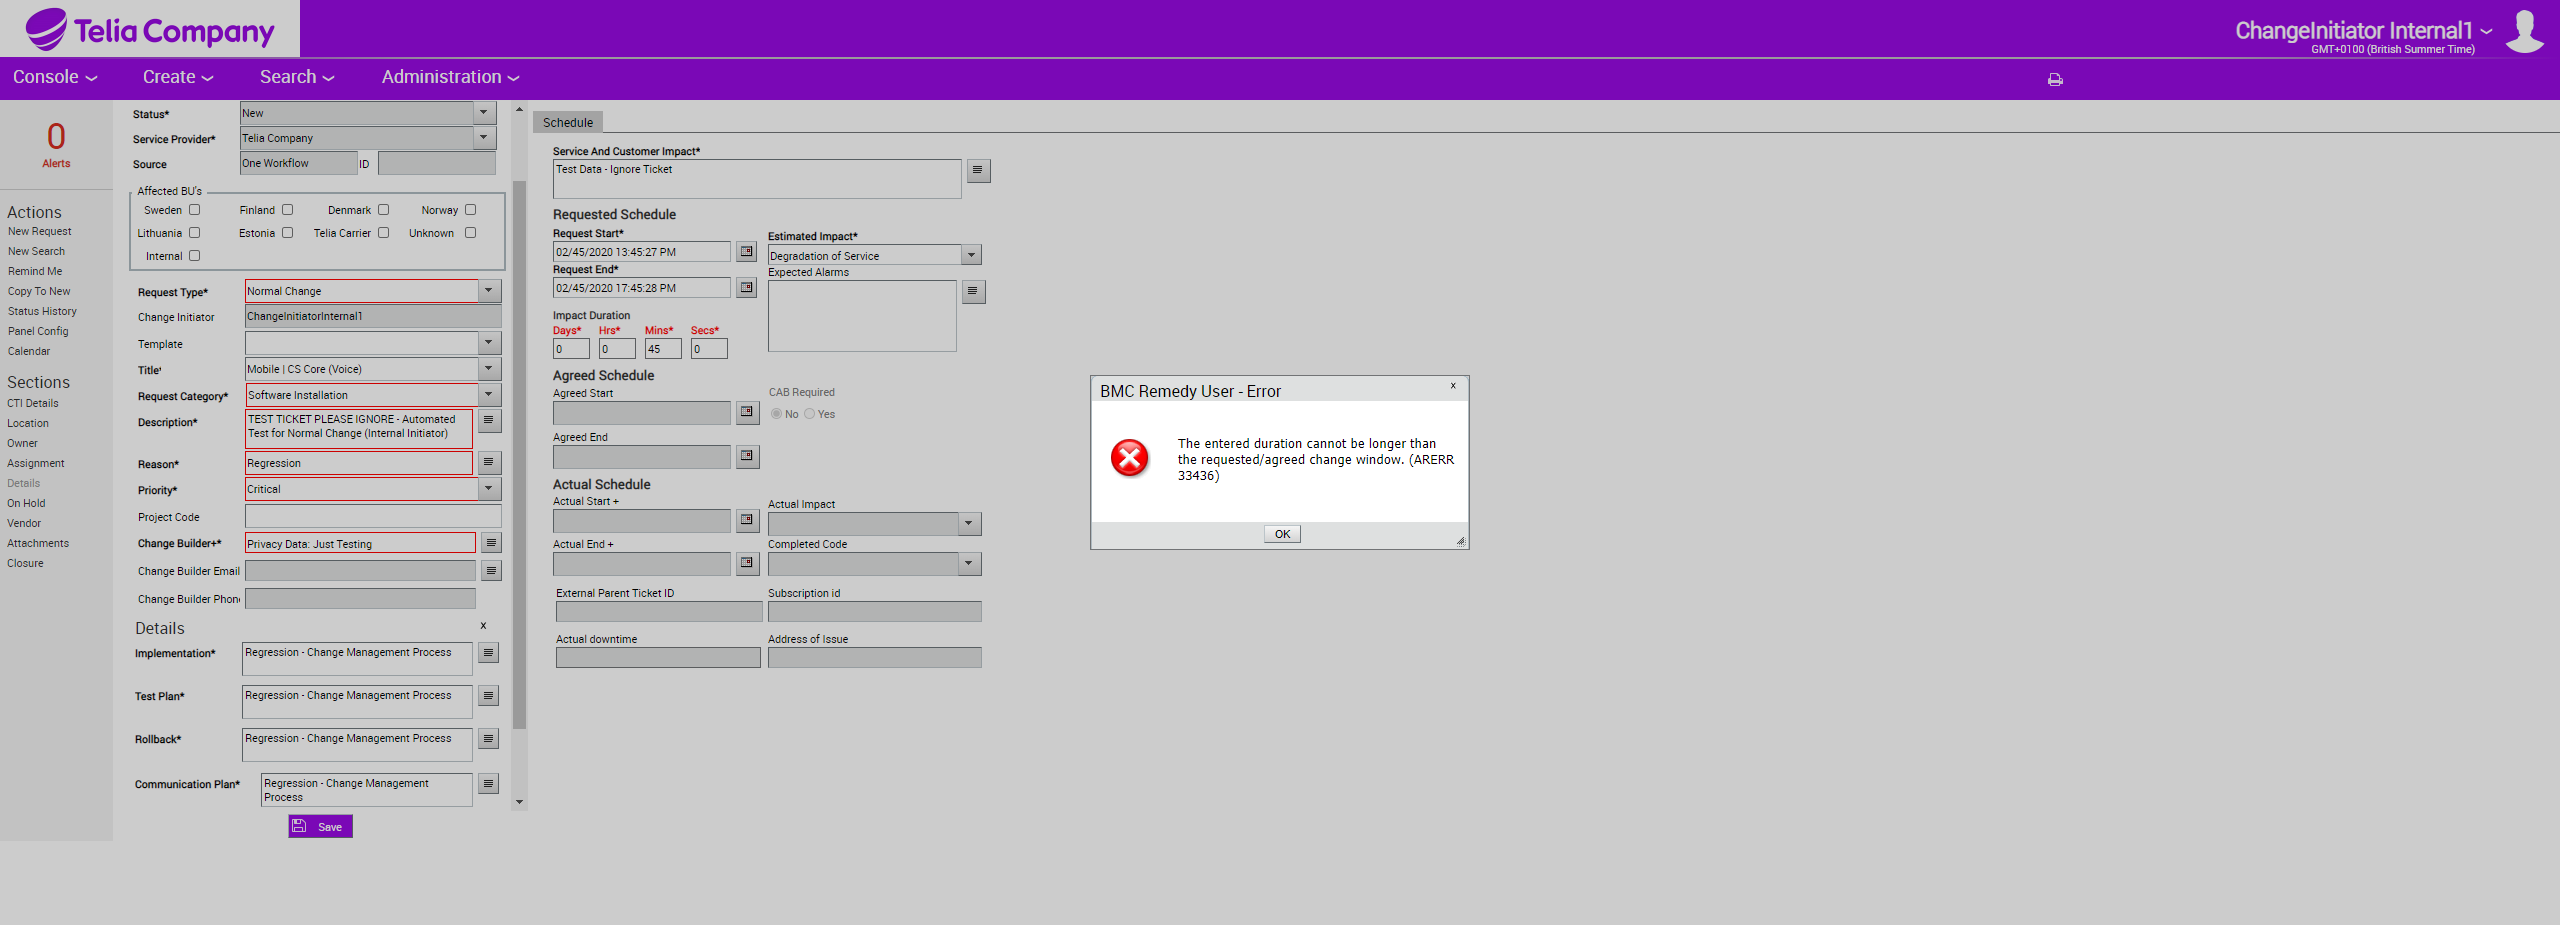 Telia Company
ChangeInitiator Internal1
GMT+0100 (British Summer Time)
Console Create Search Administration
0
Alerts
Actions
New Request
New Search
Remind Me
Copy To New
Status History
Panel Config
Calendar
Sections
CTI Details
Location
Owner
Assignment
Details
On Hold
Vendor
Attachments
Closure
Status* New
Service Provider* Telia Company
Source One Workflow ID
Affected BU's
Sweden Finland Denmark Norway
Lithuania Estonia Telia Carrier Unknown
Internal
Request Type* Normal Change
Change Initiator ChangeInitiatorInternal1
Template
Title* Mobile | CS Core (Voice)
Request Category* Software Installation
Description* TEST TICKET PLEASE IGNORE - Automated
Test for Normal Change (Internal Initiator)
Reason* Regression
Priority* Critical
Project Code
Change Builder+* Privacy Data: Just Testing
Change Builder Email
Change Builder Phon
Details x
Implementation* Regression - Change Management Process
Test Plan* Regression - Change Management Process
Rollback* Regression - Change Management Process
Communication Plan* Regression - Change Management
Process
Save
Schedule
Service And Customer Impact*
Test Data - Ignore Ticket
Requested Schedule
Request Start* Estimated Impact*
02/45/2020 13:45:27 PM Degradation of Service
Request End* Expected Alarms
02/45/2020 17:45:28 PM
Impact Duration
Days* Hrs* Mins* Secs*
0 0 45 0
Agreed Schedule
Agreed Start CAB Required
No Yes
Agreed End
Actual Schedule
Actual Start + Actual Impact
Actual End + Completed Code
External Parent Ticket ID Subscription id
Actual downtime Address of Issue
BMC Remedy User - Error x
The entered duration cannot be longer than
the requested/agreed change window. (ARERR
33436)
OK